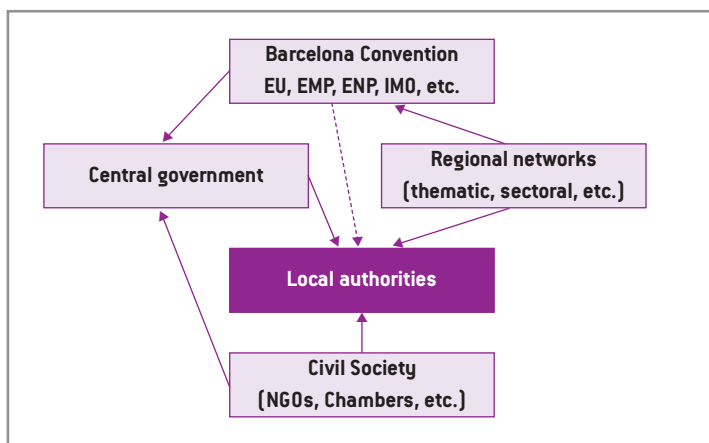 Barcelona Convention
EU, EMP, ENP, IMO, etc.
Central government
Regional networks
(thematic, sectoral, etc.)
Local authorities
Civil Society
(NGOs, Chambers, etc.)